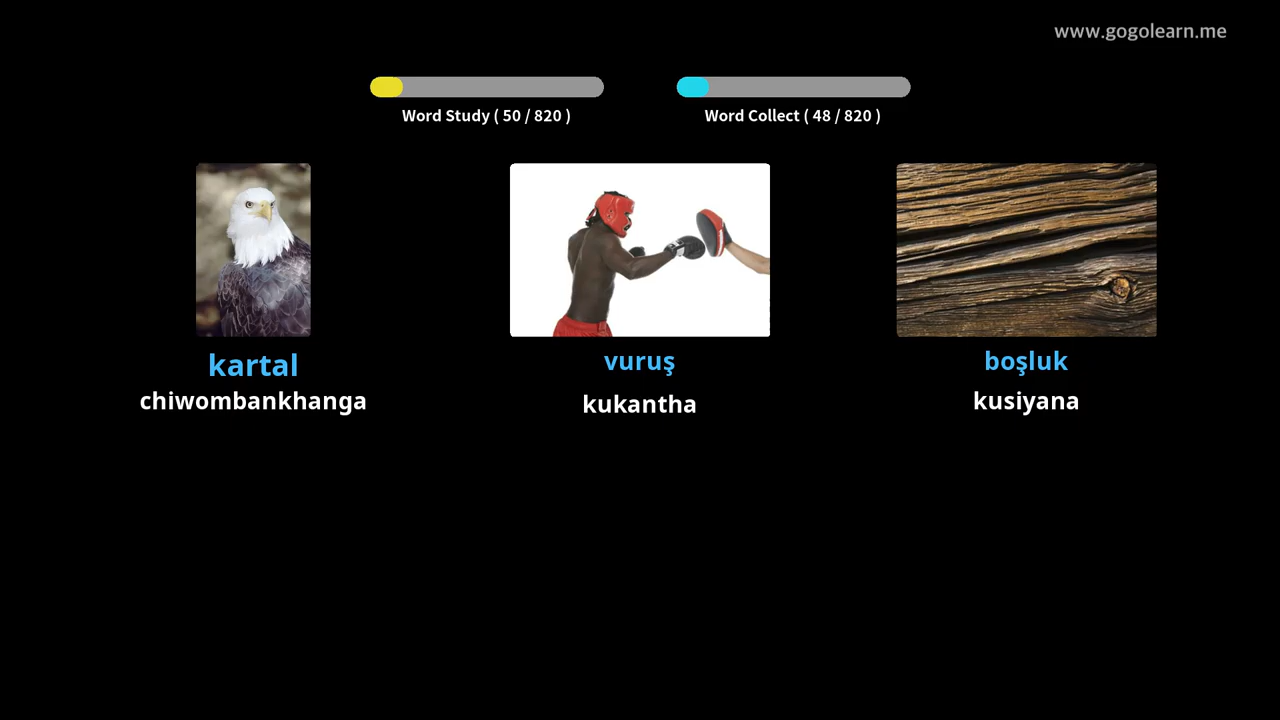 www.gogolearn.me
Word Study ( 50 / 820 )
Word Collect ( 48 / 820 )
kartal
vuruş
boşluk
chiwombankhanga
kukantha
kusiyana